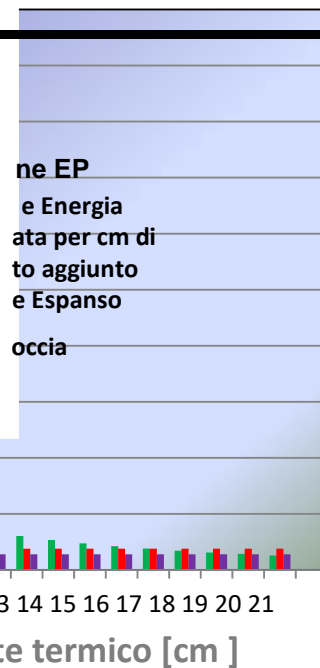 ne EP
e Energia
ata per cm di
to aggiunto
e Espanso
occia
3 14 15 16 17 18 19 20 21
te termico [cm ]